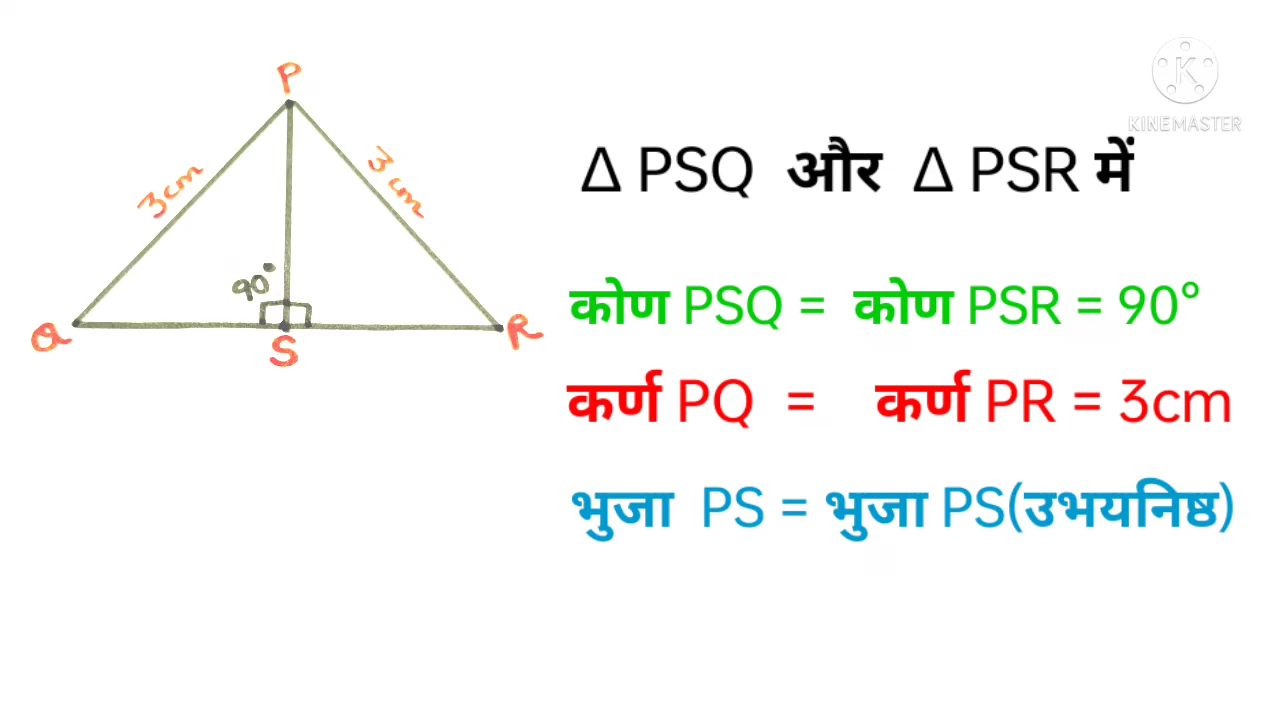 P
3cm
3cm
90°
Q
S
R
K
KINEMASTER
Δ PSQ और Δ PSR में
कोण PSQ = कोण PSR = 90°
कर्ण PQ = कर्ण PR = 3cm
भुजा PS = भुजा PS(उभयनिष्ठ)